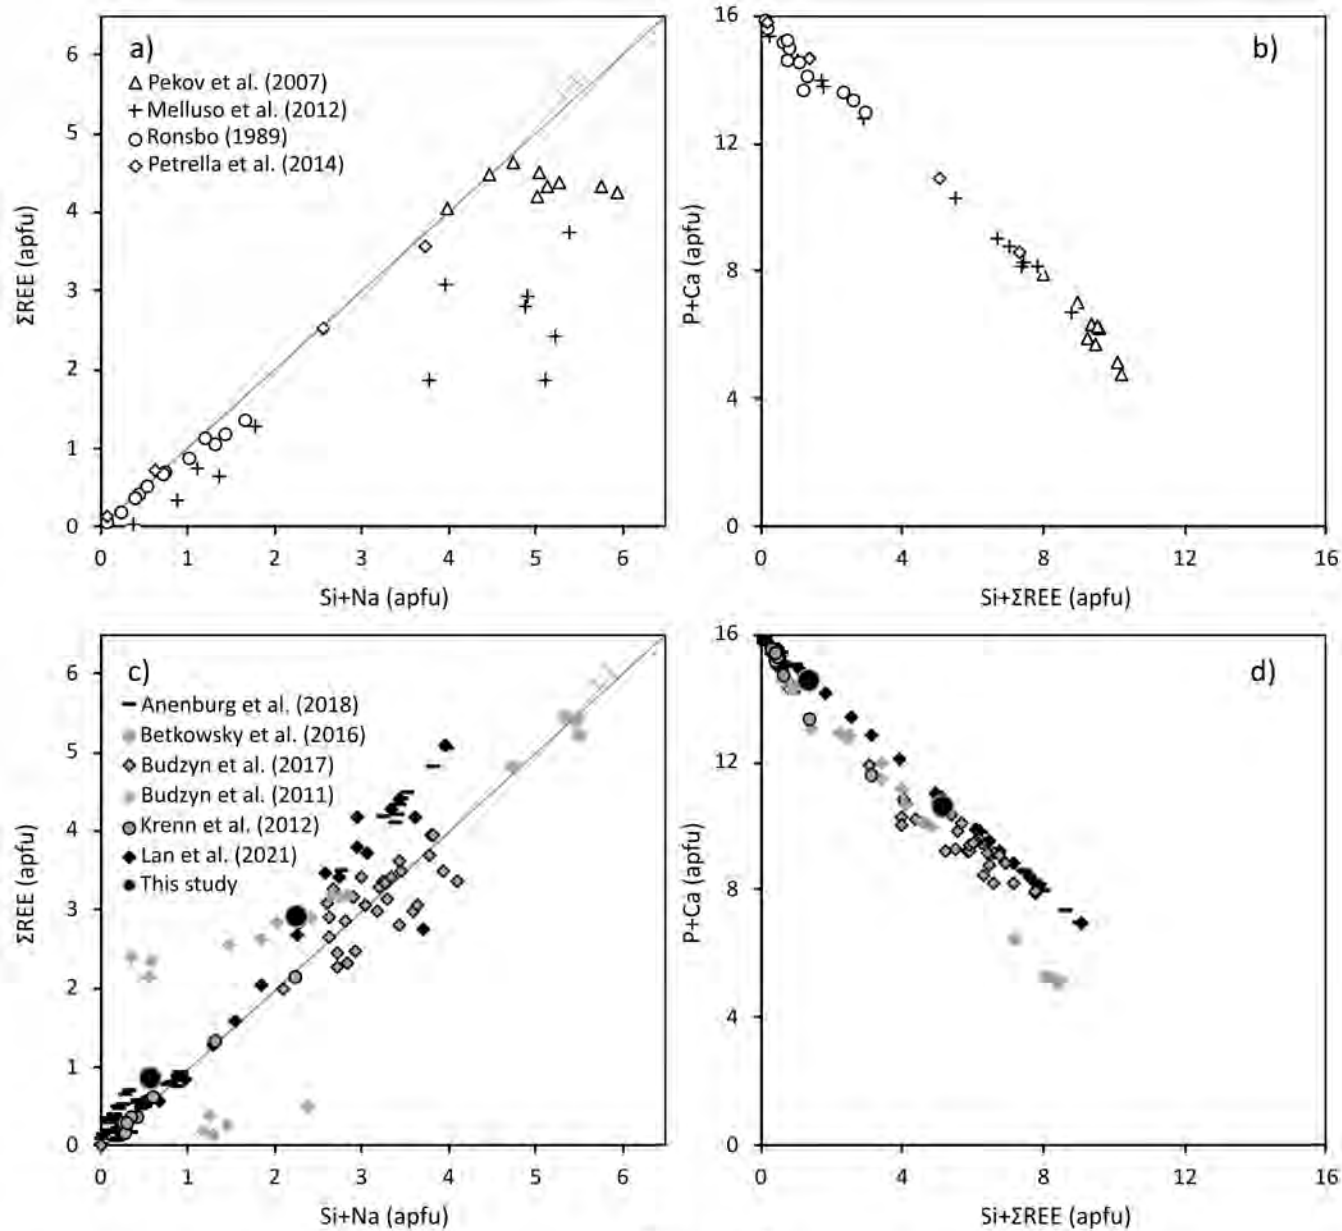 a)
Pekov et al. (2007)
Melluso et al. (2012)
Ronsbo (1989)
Petrella et al. (2014)
ΣREE (apfu)
6
5
4
3
2
1
0
0 1 2 3 4 5 6
Si+Na (apfu)
b)
P+Ca (apfu)
16
12
8
4
0
0 4 8 12 16
Si+ΣREE (apfu)
c)
Anenburg et al. (2018)
Betkowsky et al. (2016)
Budzyn et al. (2017)
Budzyn et al. (2011)
Krenn et al. (2012)
Lan et al. (2021)
This study
ΣREE (apfu)
6
5
4
3
2
1
0
0 1 2 3 4 5 6
Si+Na (apfu)
d)
P+Ca (apfu)
16
12
8
4
0
0 4 8 12 16
Si+ΣREE (apfu)